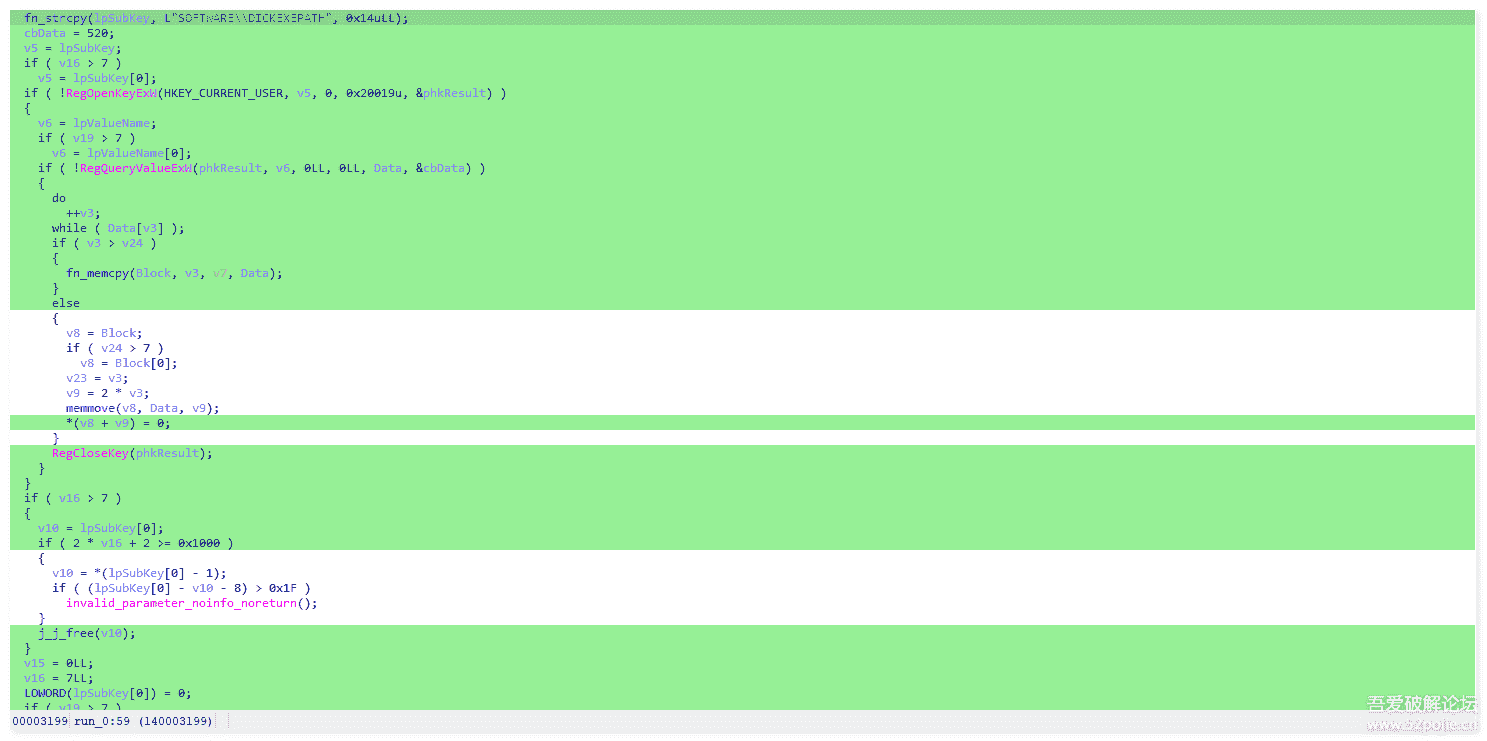 fn_strcpy(lpSubKey, L"SOFTWARE\\DICKEXEPATH", 0x14uLL);
cbData = 520;
v5 = lpSubKey;
if ( v16 > 7 )
v5 = lpSubKey[0];
if ( !RegOpenKeyExW(HKEY_CURRENT_USER, v5, 0, 0x20019u, &phkResult) )
{
v6 = lpValueName;
if ( v19 > 7 )
v6 = lpValueName[0];
if ( !RegQueryValueExW(phkResult, v6, 0LL, 0LL, Data, &cbData) )
{
do
++v3;
while ( Data[v3] );
if ( v3 > v24 )
{
fn_memcpy(Block, v3, v7, Data);
}
else
{
v8 = Block;
if ( v24 > 7 )
v8 = Block[0];
v23 = v3;
v9 = 2 * v3;
memmove(v8, Data, v9);
*(v8 + v9) = 0;
}
RegCloseKey(phkResult);
}
}
if ( v16 > 7 )
{
v10 = lpSubKey[0];
if ( 2 * v16 + 2 >= 0x1000 )
{
v10 = *(lpSubKey[0] - 1);
if ( (lpSubKey[0] - v10 - 8) > 0x1F )
invalid_parameter_noinfo_noreturn();
}
j_j_free(v10);
}
v15 = 0LL;
v16 = 7LL;
LOWORD(lpSubKey[0]) = 0;
if ( v19 > 7 )
00003199 run_0:59 (140003199)
吾爱破解论坛
www.52pojie.cn